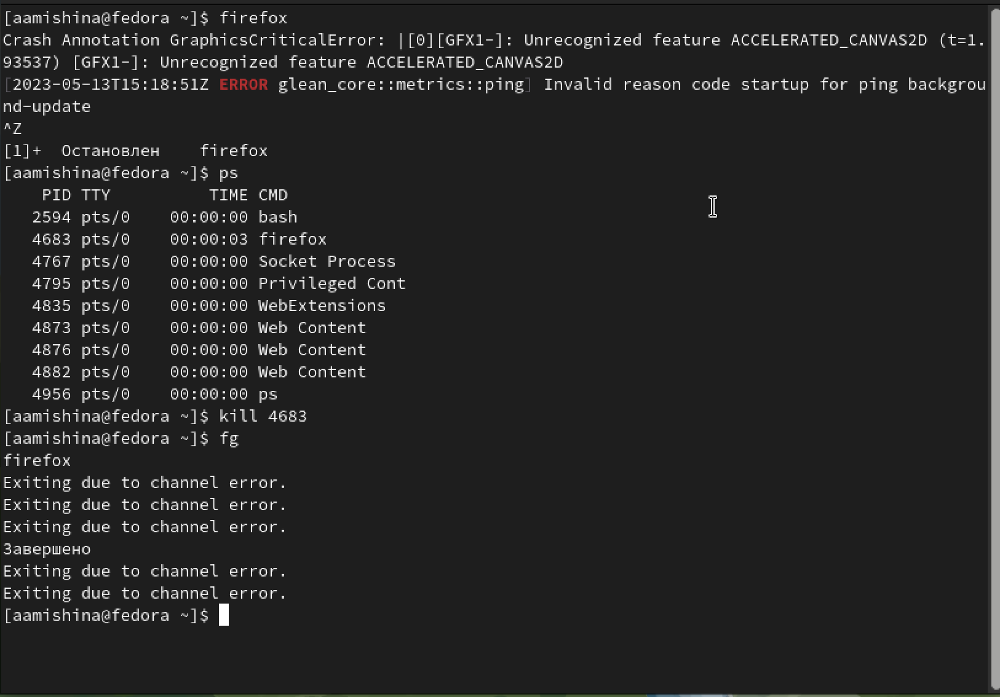 [aamishina@fedora ~]$ firefox
Crash Annotation GraphicsCriticalError: |[0][GFX1-]: Unrecognized feature ACCELERATED_CANVAS2D (t=1.
93537) [GFX1-]: Unrecognized feature ACCELERATED_CANVAS2D
[2023-05-13T15:18:51Z ERROR glean_core::metrics::ping] Invalid reason code startup for ping backgrou
nd-update
^Z
[1]+  Остановлен    firefox
[aamishina@fedora ~]$ ps
    PID TTY          TIME CMD
   2594 pts/0    00:00:00 bash
   4683 pts/0    00:00:03 firefox
   4767 pts/0    00:00:00 Socket Process
   4795 pts/0    00:00:00 Privileged Cont
   4835 pts/0    00:00:00 WebExtensions
   4873 pts/0    00:00:00 Web Content
   4876 pts/0    00:00:00 Web Content
   4882 pts/0    00:00:00 Web Content
   4956 pts/0    00:00:00 ps
[aamishina@fedora ~]$ kill 4683
[aamishina@fedora ~]$ fg
firefox
Exiting due to channel error.
Exiting due to channel error.
Exiting due to channel error.
Завершено
Exiting due to channel error.
Exiting due to channel error.
[aamishina@fedora ~]$